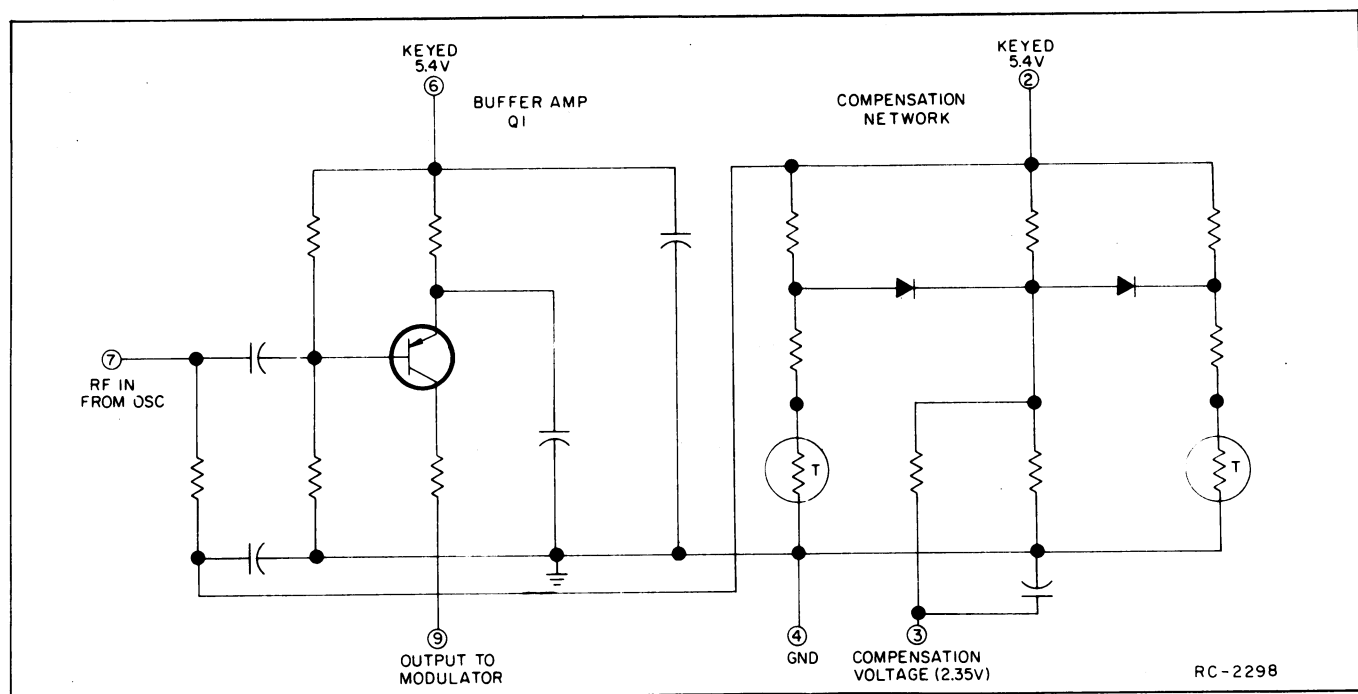 KEYED
5.4V
6
BUFFER AMP
Q1
COMPENSATION
NETWORK
KEYED
5.4V
2
7
RF IN
FROM OSC
T
T
9
OUTPUT TO
MODULATOR
4
GND
3
COMPENSATION
VOLTAGE (2.35V)
RC-2298